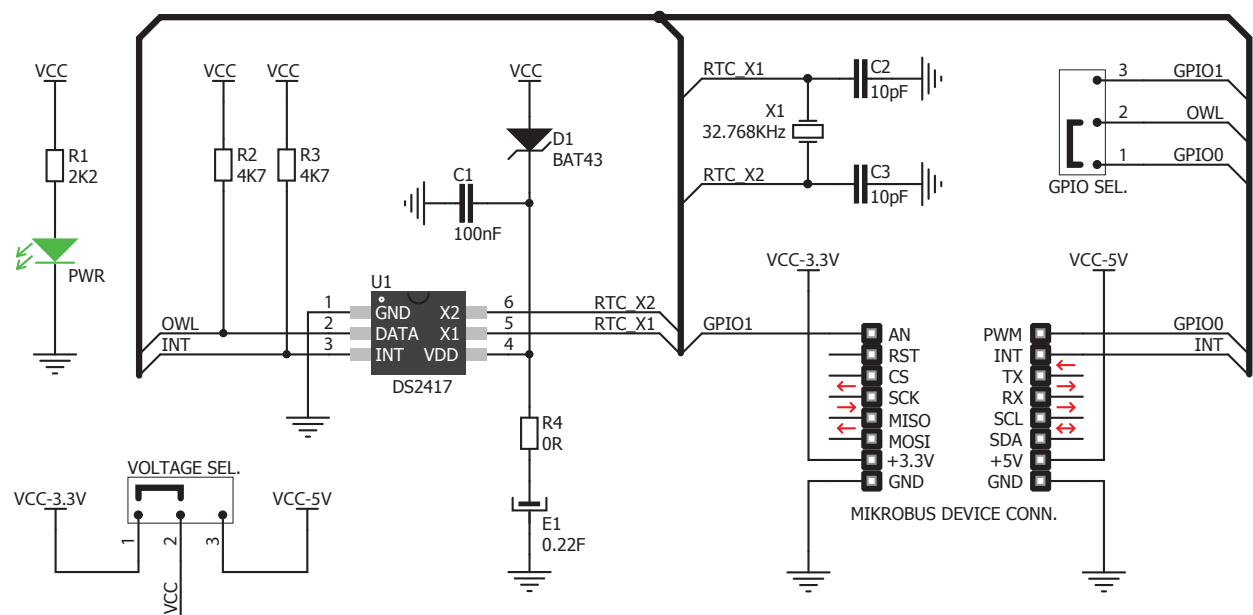 VCC
VCC
VCC
VCC
RTC_X1
C2
10pF
3
GPIO1
X1
32.768KHz
2
OWL
R1
2K2
R2
4K7
R3
4K7
D1
BAT43
C1
100nF
RTC_X2
C3
10pF
1
GPIO0
GPIO SEL.
PWR
VCC-3.3V
VCC-5V
U1
1
GND
X2
6
RTC_X2
OWL
2
DATA
X1
5
RTC_X1
INT
3
INT
VDD
4
DS2417
GPIO1
AN
PWM
GPIO0
RST
INT
INT
CS
TX
SCK
RX
MISO
SCL
MOSI
SDA
+3.3V
+5V
GND
GND
MIKROBUS DEVICE CONN.
R4
0R
E1
0.22F
VOLTAGE SEL.
VCC-3.3V
VCC-5V
1
2
3
VCC